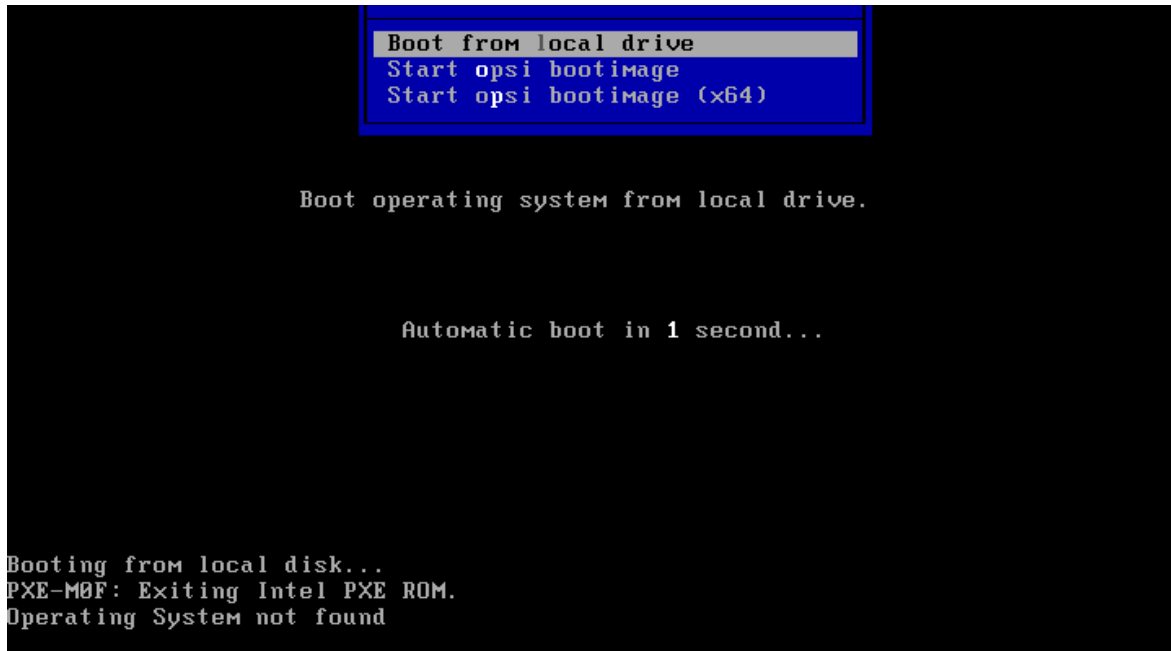 Boot from local drive
Start opsi bootimage
Start opsi bootimage (x64)
Boot operating system from local drive.
Automatic boot in 1 second...
Booting from local disk...
PXE-M0F: Exiting Intel PXE ROM.
Operating System not found